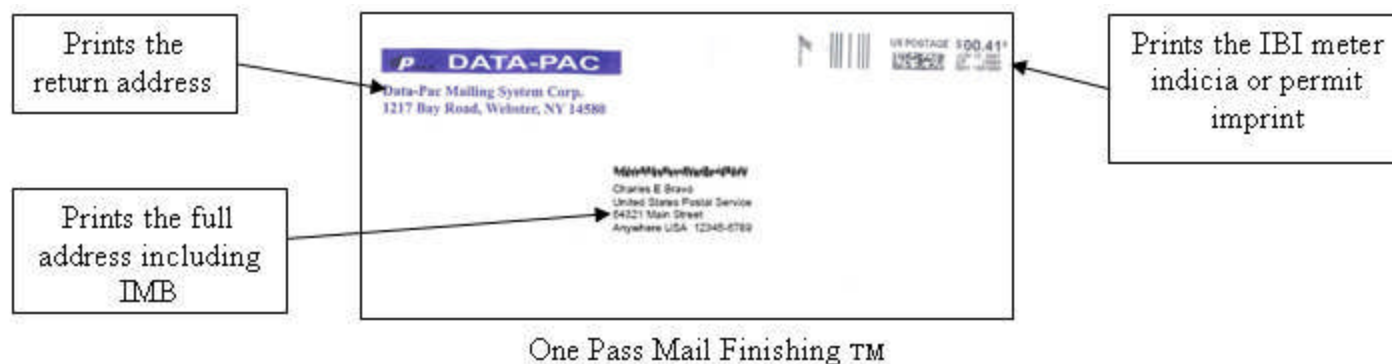 Prints the
return address
DATA-PAC
Data-Pac Mailing System Corp.
1217 Bay Road, Webster, NY 14580
US POSTAGE $00.41
Prints the IBI meter
indicia or permit
imprint
Prints the full
address including
IMB
Charles E Bravo
United States Postal Service
54321 Main Street
Anywhere USA 12345-6789
One Pass Mail Finishing TM